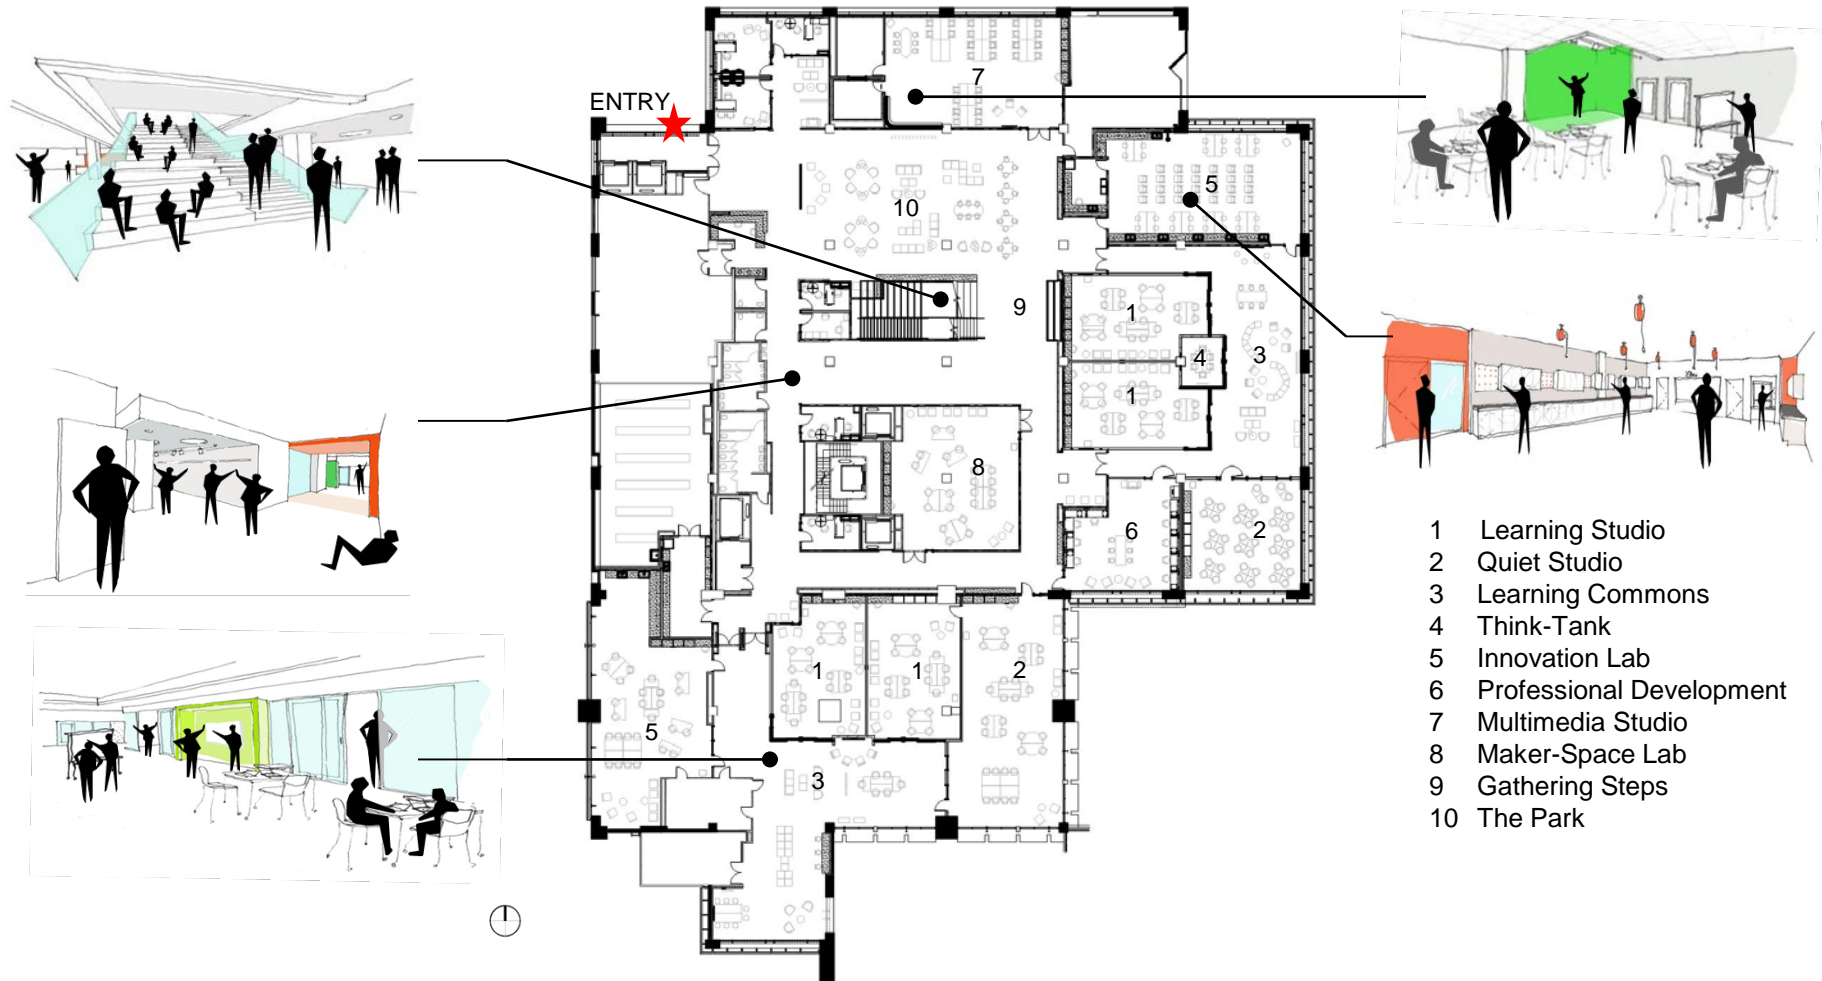 ENTRY
7
5
10
9
1
4
3
1
8
6
2
1
1
2
5
3
1 Learning Studio
2 Quiet Studio
3 Learning Commons
4 Think-Tank
5 Innovation Lab
6 Professional Development
7 Multimedia Studio
8 Maker-Space Lab
9 Gathering Steps
10 The Park